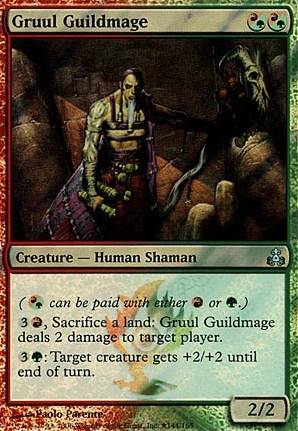 Gruul Guildmage
Creature — Human Shaman
( can be paid with either or .)
3 , Sacrifice a land: Gruul Guildmage
deals 2 damage to target player.
3 : Target creature gets +2/+2 until
end of turn.
Paolo Parente
2/2